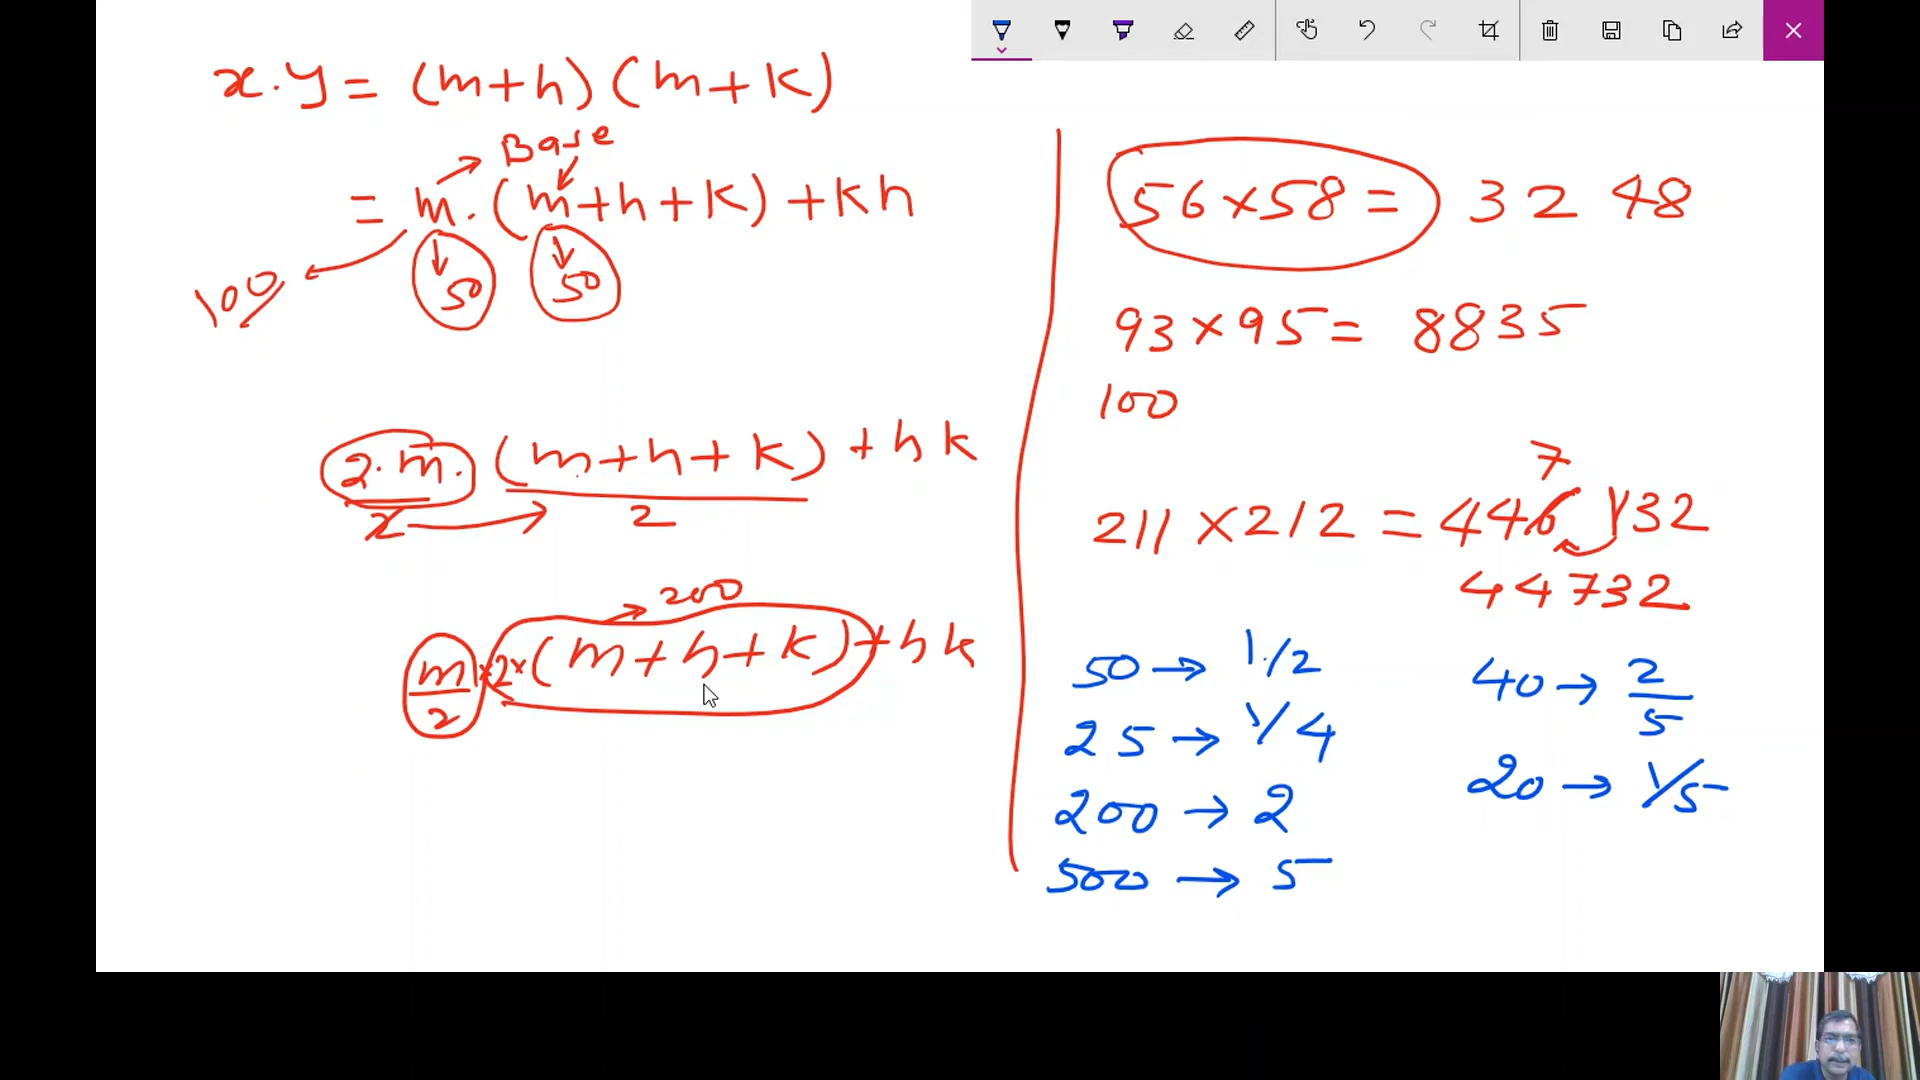 x.y = (m+h) (m+k)
Base
= m.(m+h+k) + kh
100
50 50
2.m. (m+h+k) + hk
x 2
200
m/2 ×2×(m+h+k)+hk
56×58= 3248
93×95= 8835
100
7
211×212 = 446 132
44732
50→ 1/2
25→ 1/4
200→2
500→5
40→ 2/5
20→ 1/5